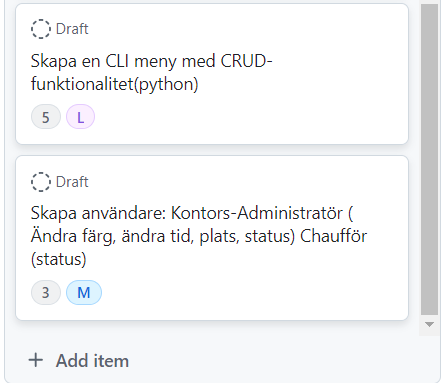 Draft
Skapa en CLI meny med CRUD-
funktionalitet(python)
5 L
Draft
Skapa användare: Kontors-Administratör (
Ändra färg, ändra tid, plats, status) Chaufför
(status)
3 M
+ Add item